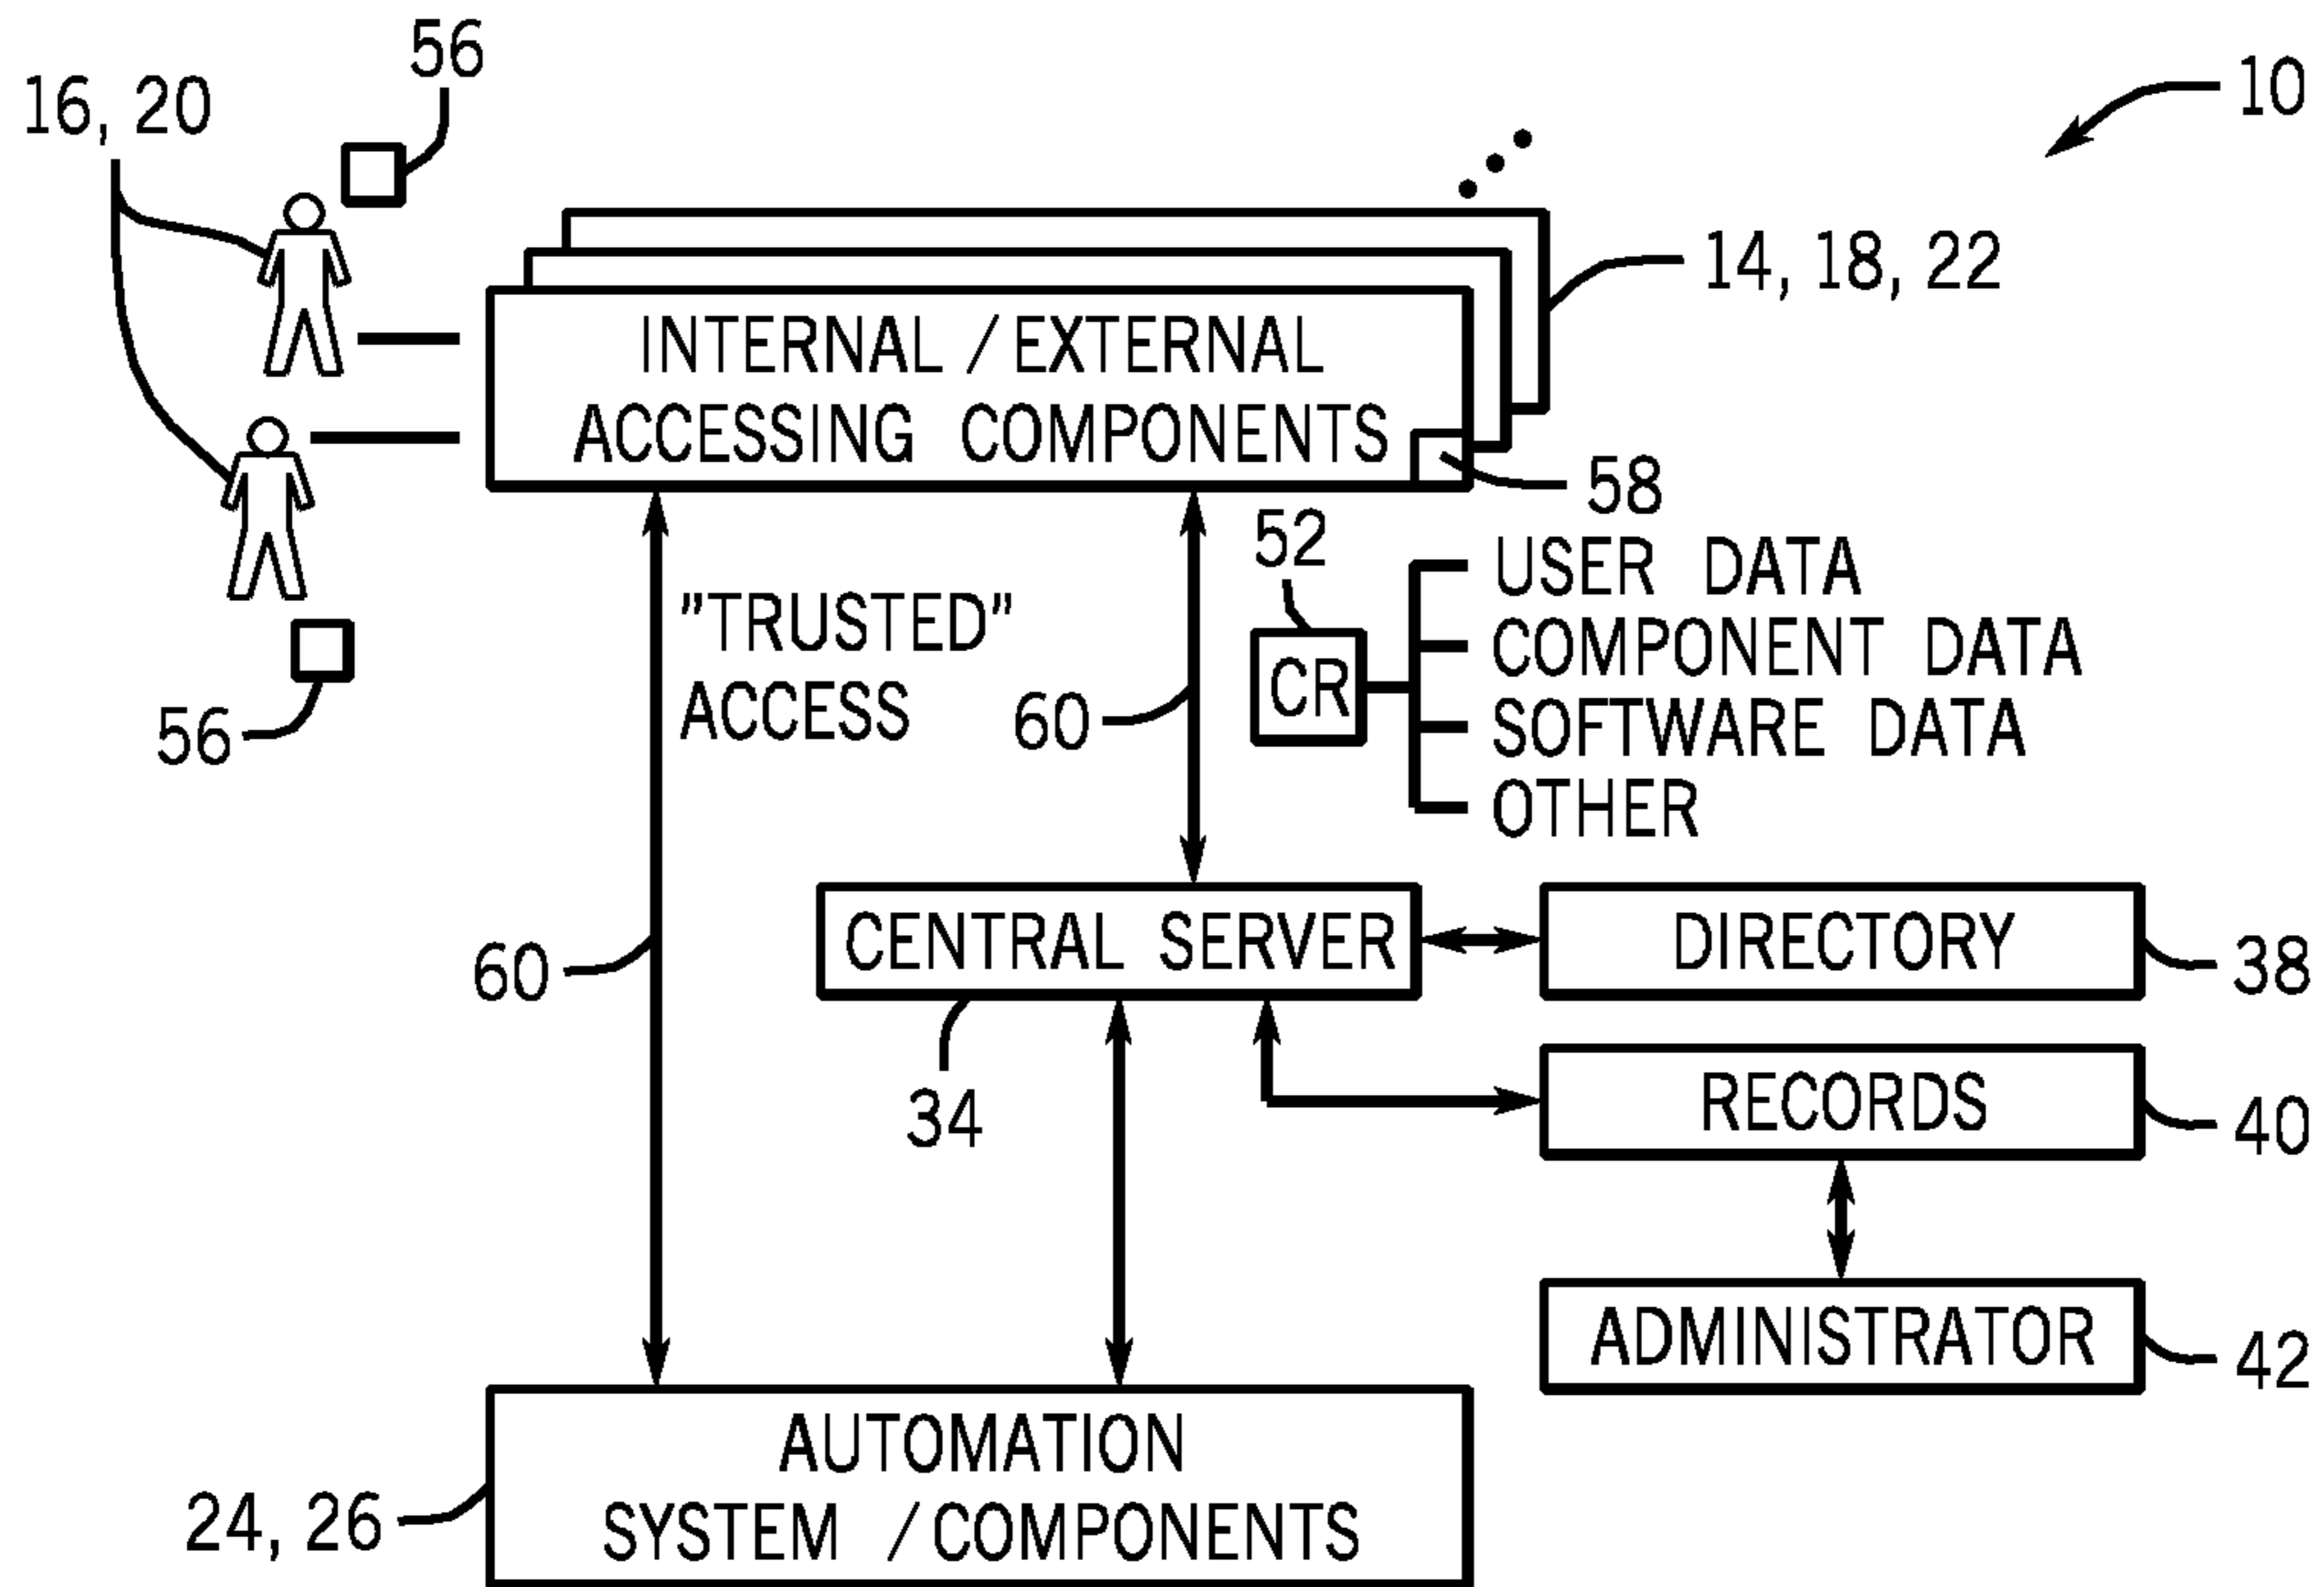 56
16, 20
10
14, 18, 22
INTERNAL / EXTERNAL
ACCESSING COMPONENTS
58
52
CR
USER DATA
COMPONENT DATA
SOFTWARE DATA
OTHER
"TRUSTED"
ACCESS
60
56
CENTRAL SERVER
DIRECTORY
60
38
34
RECORDS
40
ADMINISTRATOR
42
AUTOMATION
SYSTEM / COMPONENTS
24, 26